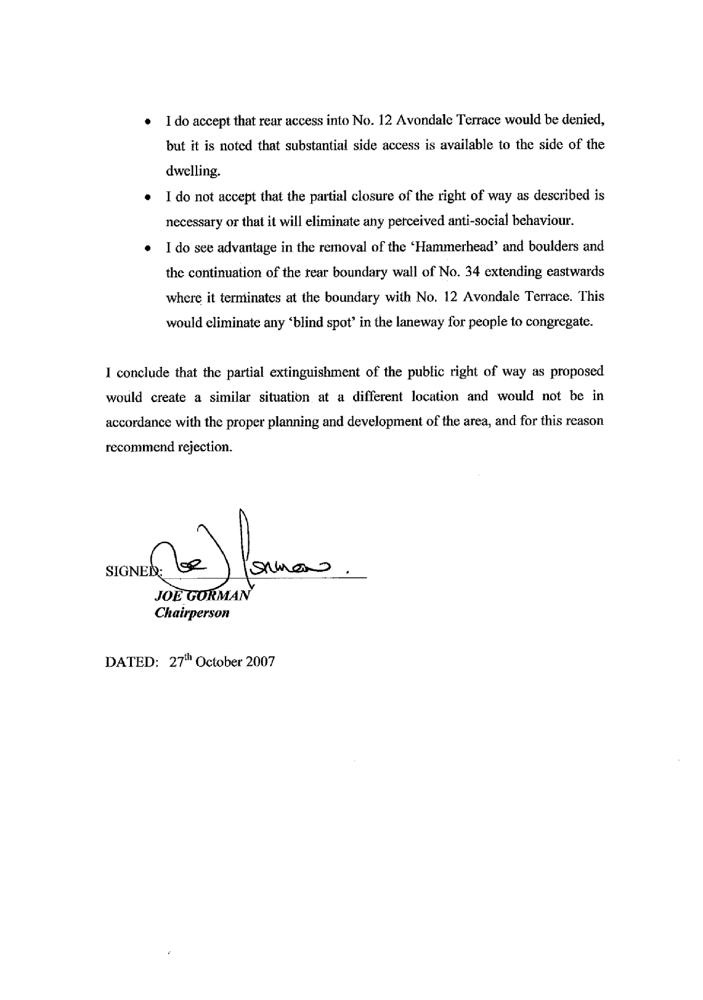 • I do accept that rear access into No. 12 Avondale Terrace would be denied,
but it is noted that substantial side access is available to the side of the
dwelling.
• I do not accept that the partial closure of the right of way as described is
necessary or that it will eliminate any perceived anti-social behaviour.
• I do see advantage in the removal of the ‘Hammerhead’ and boulders and
the continuation of the rear boundary wall of No. 34 extending eastwards
where it terminates at the boundary with No. 12 Avondale Terrace. This
would eliminate any ‘blind spot’ in the laneway for people to congregate.
I conclude that the partial extinguishment of the public right of way as proposed
would create a similar situation at a different location and would not be in
accordance with the proper planning and development of the area, and for this reason
recommend rejection.
SIGNED: Joe Gorman.
JOE GORMAN
Chairperson
DATED: 27th October 2007